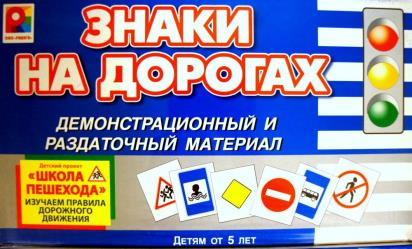 ЗНАКИ
НА ДОРОГАХ
ДЕМОНСТРАЦИОННЫЙ И
РАЗДАТОЧНЫЙ МАТЕРИАЛ
Детский проект
«ШКОЛА
ПЕШЕХОДА»
ИЗУЧАЕМ ПРАВИЛА
ДОРОЖНОГО
ДВИЖЕНИЯ
Детям от 5 лет